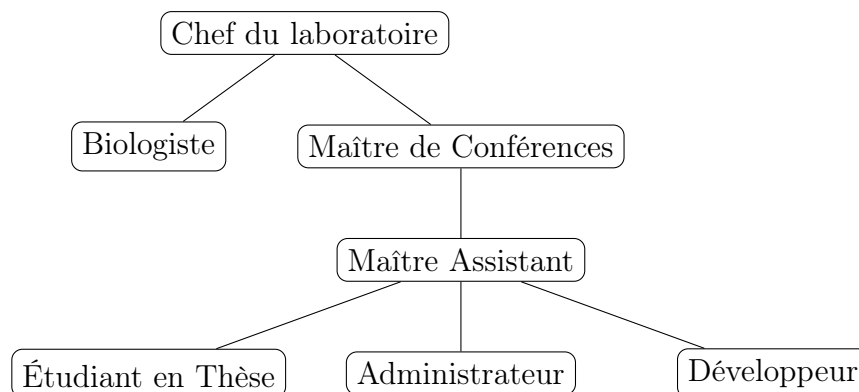 Chef du laboratoire
Biologiste
Maître de Conférences
Maître Assistant
Étudiant en Thèse
Administrateur
Développeur